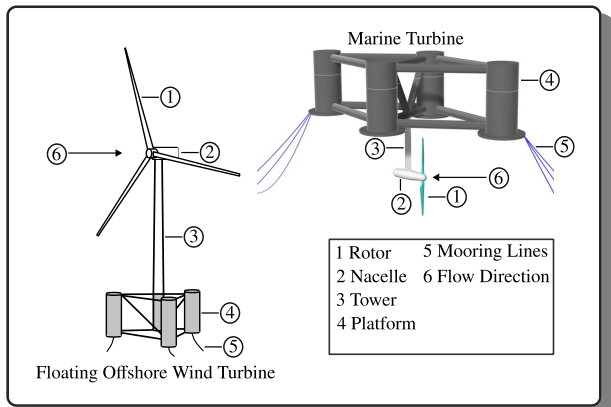 Marine Turbine
1
4
6
2
3
5
6
2
1
3
1 Rotor 5 Mooring Lines
2 Nacelle 6 Flow Direction
3 Tower
4 Platform
4
5
Floating Offshore Wind Turbine